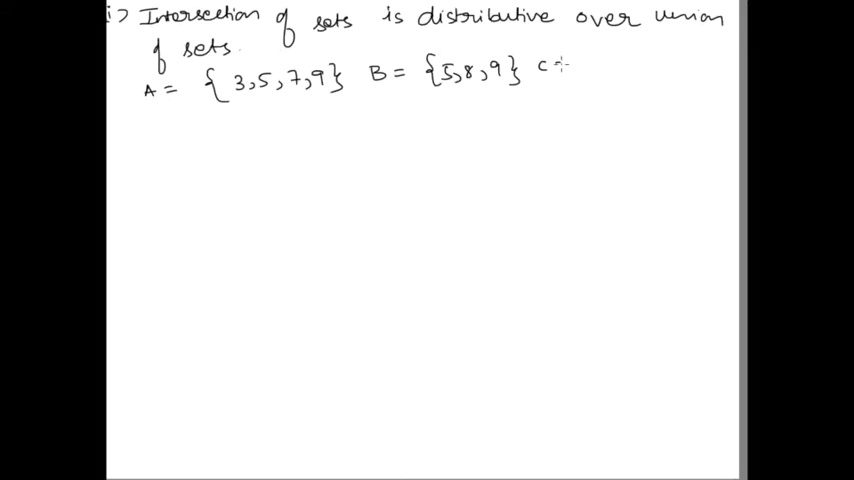 i) Intersection of sets is distributive over union
of sets.
A = { 3,5,7,9} B = {5,8,9} C =